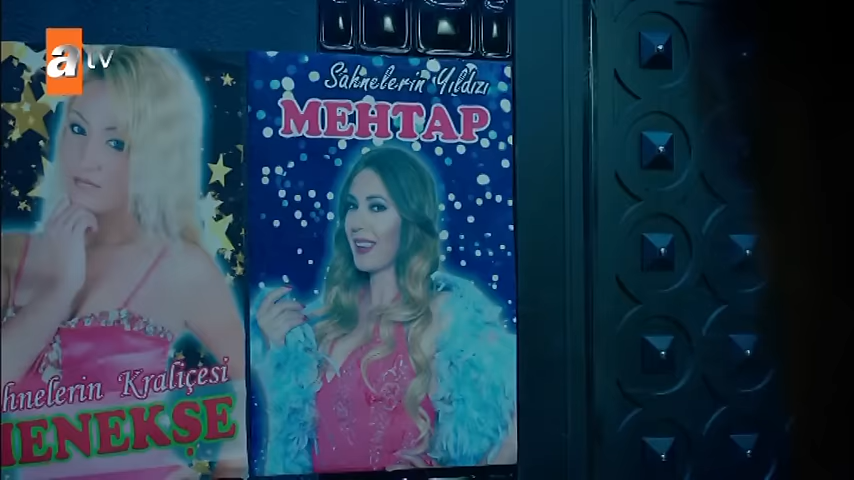 atv
Sahnelerin Yıldızı
MEHTAP
hnelerin Kraliçesi
ENEKŞE